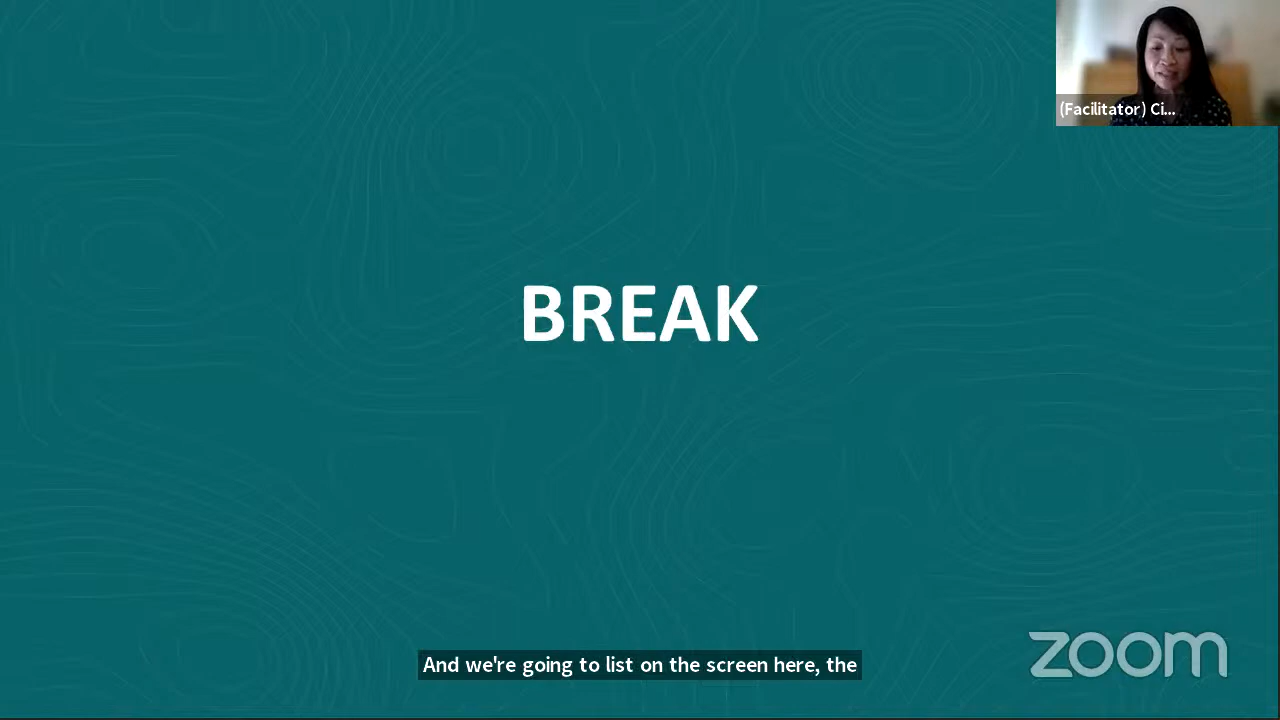 (Facilitator) Ci...
BREAK
zoom
And we're going to list on the screen here, the